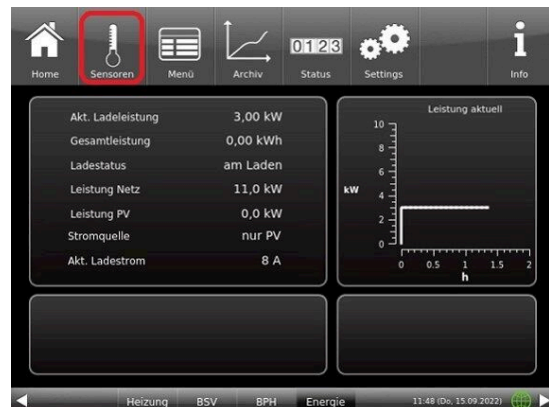 Home Sensoren Menü Archiv 0123 Status Settings Info
Akt. Ladeleistung 3,00 kW
Gesamtleistung 0,00 kWh
Ladestatus am Laden
Leistung Netz 11,0 kW
Leistung PV 0,0 kW
Stromquelle nur PV
Akt. Ladestrom 8 A
Leistung aktuell
10
8
6
kW 4
2
0
0 0.5 1 1.5 2
h
Heizung BSV BPH Energie 11:48 (Do, 15.09.2022)